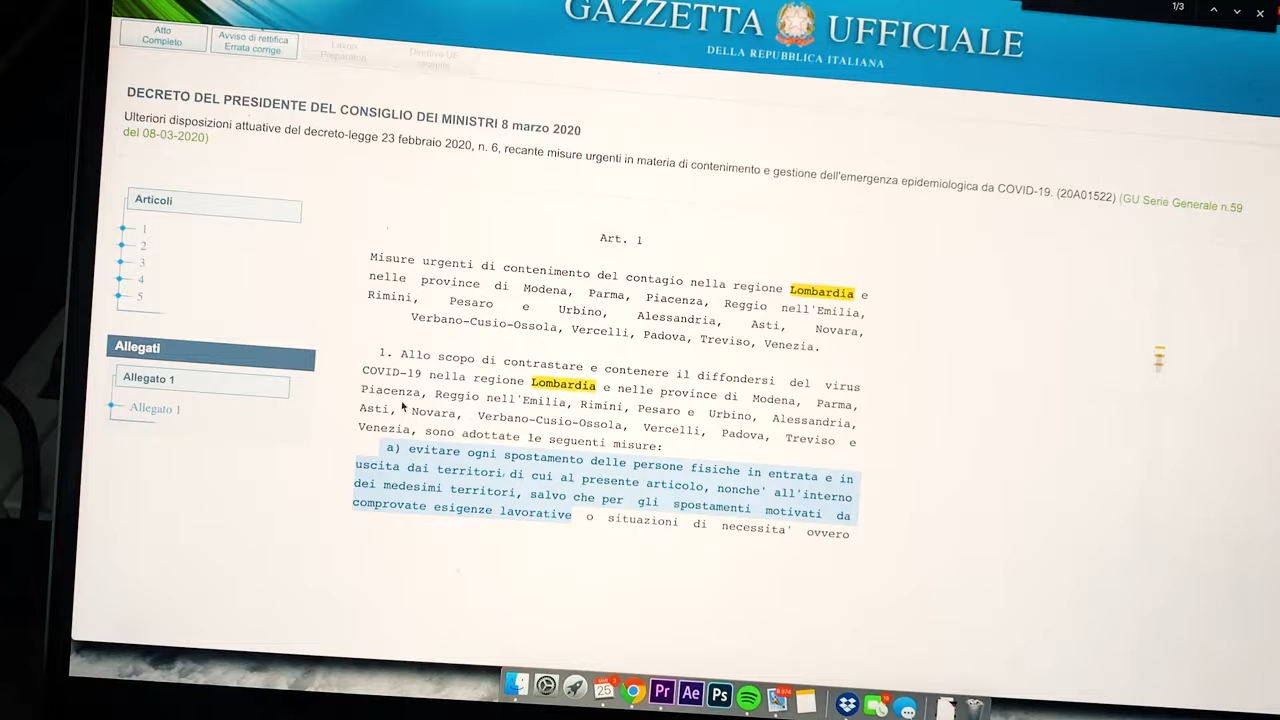 1/3
GAZZETTA UFFICIALE
DELLA REPUBBLICA ITALIANA
Atto
Completo
Avviso di rettifica
Errata corrige
Lavori
Preparatori
Direttive UE
recepite
DECRETO DEL PRESIDENTE DEL CONSIGLIO DEI MINISTRI 8 marzo 2020
Ulteriori disposizioni attuative del decreto-legge 23 febbraio 2020, n. 6, recante misure urgenti in materia di contenimento e gestione dell'emergenza epidemiologica da COVID-19. (20A01522) (GU Serie Generale n.59
del 08-03-2020)
Articoli
1
2
3
4
5
Allegati
Allegato 1
Allegato 1
Art. 1
Misure urgenti di contenimento del contagio nella regione Lombardia e
nelle province di Modena, Parma, Piacenza, Reggio nell'Emilia,
Rimini, Pesaro e Urbino, Alessandria, Asti, Novara,
Verbano-Cusio-Ossola, Vercelli, Padova, Treviso, Venezia.
1. Allo scopo di contrastare e contenere il diffondersi del virus
COVID-19 nella regione Lombardia e nelle province di Modena, Parma,
Piacenza, Reggio nell'Emilia, Rimini, Pesaro e Urbino, Alessandria,
Asti, Novara, Verbano-Cusio-Ossola, Vercelli, Padova, Treviso e
Venezia, sono adottate le seguenti misure:
a) evitare ogni spostamento delle persone fisiche in entrata e in
uscita dai territori di cui al presente articolo, nonche' all'interno
dei medesimi territori, salvo che per gli spostamenti motivati da
comprovate esigenze lavorative o situazioni di necessita' ovvero
25
Pr
Ae
Ps